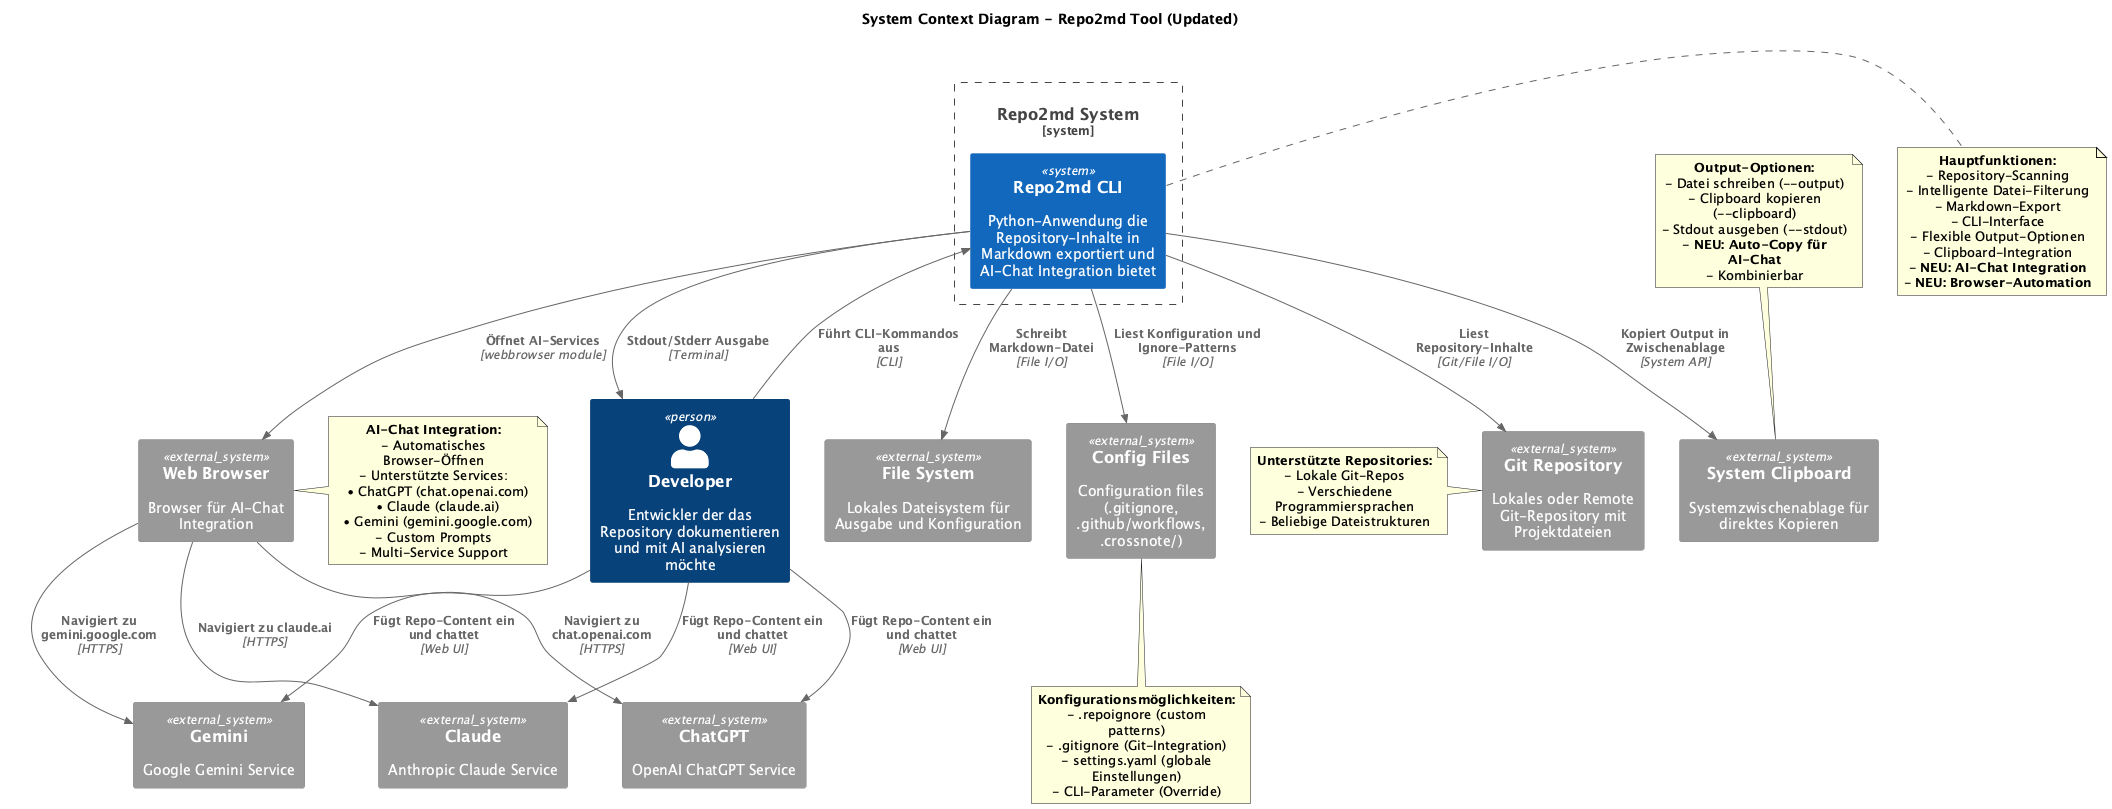 System Context Diagram - Repo2md Tool (Updated)
Repo2md System
[system]
«system»
Repo2md CLI
Python-Anwendung die
Repository-Inhalte in
Markdown exportiert und
AI-Chat Integration bietet
Output-Optionen:
- Datei schreiben (--output)
- Clipboard kopieren
(--clipboard)
- Stdout ausgeben (--stdout)
- NEU: Auto-Copy für
AI-Chat
- Kombinierbar
Hauptfunktionen:
- Repository-Scanning
- Intelligente Datei-Filterung
- Markdown-Export
- CLI-Interface
- Flexible Output-Optionen
- Clipboard-Integration
- NEU: AI-Chat Integration
- NEU: Browser-Automation
Öffnet AI-Services
[webbrowser module]
Stdout/Stderr Ausgabe
[Terminal]
Führt CLI-Kommandos
aus
[CLI]
Schreibt
Markdown-Datei
[File I/O]
Liest Konfiguration und
Ignore-Patterns
[File I/O]
Liest
Repository-Inhalte
[Git/File I/O]
Kopiert Output in
Zwischenablage
[System API]
«external_system»
Web Browser
Browser für AI-Chat
Integration
AI-Chat Integration:
- Automatisches
Browser-Öffnen
- Unterstützte Services:
• ChatGPT (chat.openai.com)
• Claude (claude.ai)
• Gemini (gemini.google.com)
- Custom Prompts
- Multi-Service Support
«person»
Developer
Entwickler der das
Repository dokumentieren
und mit AI analysieren
möchte
«external_system»
File System
Lokales Dateisystem für
Ausgabe und Konfiguration
«external_system»
Config Files
Configuration files
(.gitignore,
.github/workflows,
.crossnote/)
Unterstützte Repositories:
- Lokale Git-Repos
- Verschiedene
Programmiersprachen
- Beliebige Dateistrukturen
«external_system»
Git Repository
Lokales oder Remote
Git-Repository mit
Projektdateien
«external_system»
System Clipboard
Systemzwischenablage für
direktes Kopieren
Navigiert zu
gemini.google.com
[HTTPS]
Navigiert zu claude.ai
[HTTPS]
Fügt Repo-Content ein
und chattet
[Web UI]
Navigiert zu
chat.openai.com
[HTTPS]
Fügt Repo-Content ein
und chattet
[Web UI]
Fügt Repo-Content ein
und chattet
[Web UI]
«external_system»
Gemini
Google Gemini Service
«external_system»
Claude
Anthropic Claude Service
«external_system»
ChatGPT
OpenAI ChatGPT Service
Konfigurationsmöglichkeiten:
- .repoignore (custom
patterns)
- .gitignore (Git-Integration)
- settings.yaml (globale
Einstellungen)
- CLI-Parameter (Override)